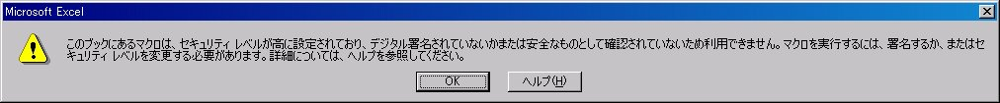 Microsoft Excel
このブックにあるマクロは、セキュリティ レベルが高に設定されており、デジタル署名されていないかまたは安全なものとして確認されていないため利用できません。マクロを実行するには、署名するか、またはセ
キュリティ レベルを変更する必要があります。詳細については、ヘルプを参照してください。
OK ヘルプ(H)